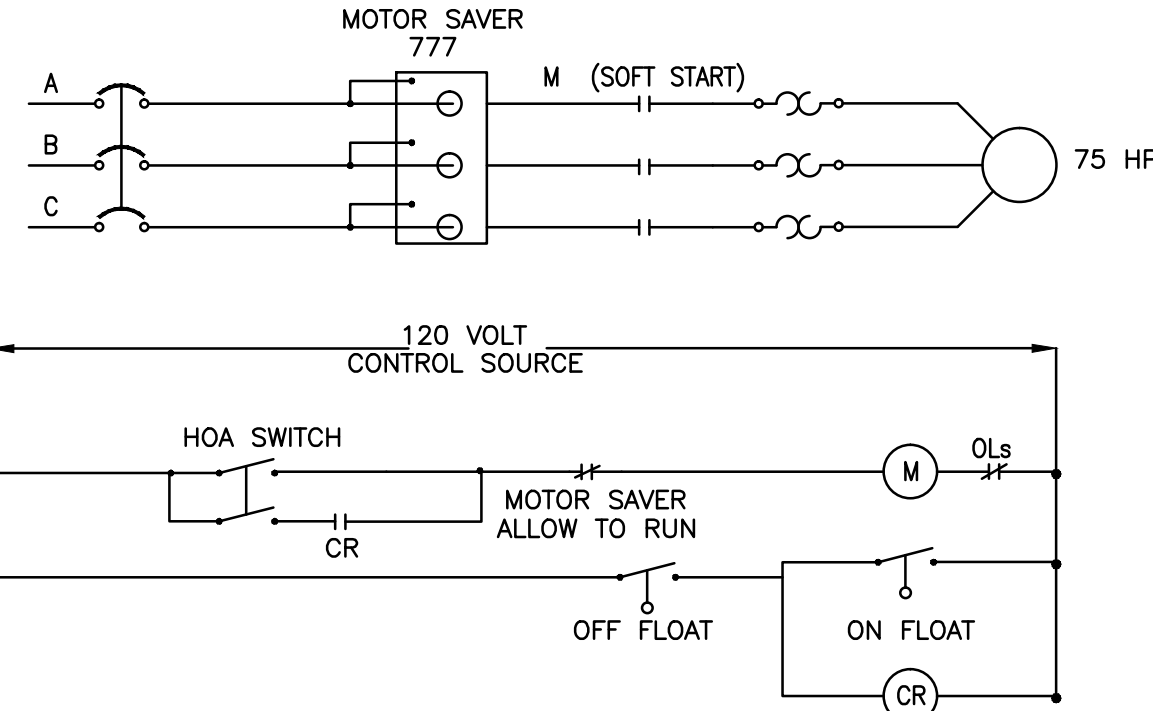 MOTOR SAVER
777
A
M (SOFT START)
B
75 HP
C
120 VOLT
CONTROL SOURCE
HOA SWITCH
OLs
M
MOTOR SAVER
ALLOW TO RUN
CR
OFF FLOAT
ON FLOAT
CR